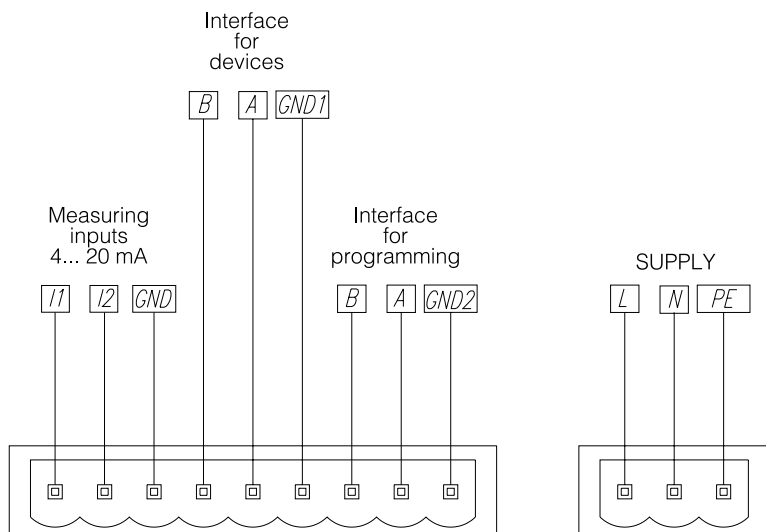 Interface
for
devices
B A GND1
Measuring
inputs
4... 20 mA
I1 I2 GND
Interface
for
programming
B A GND2
SUPPLY
L N PE